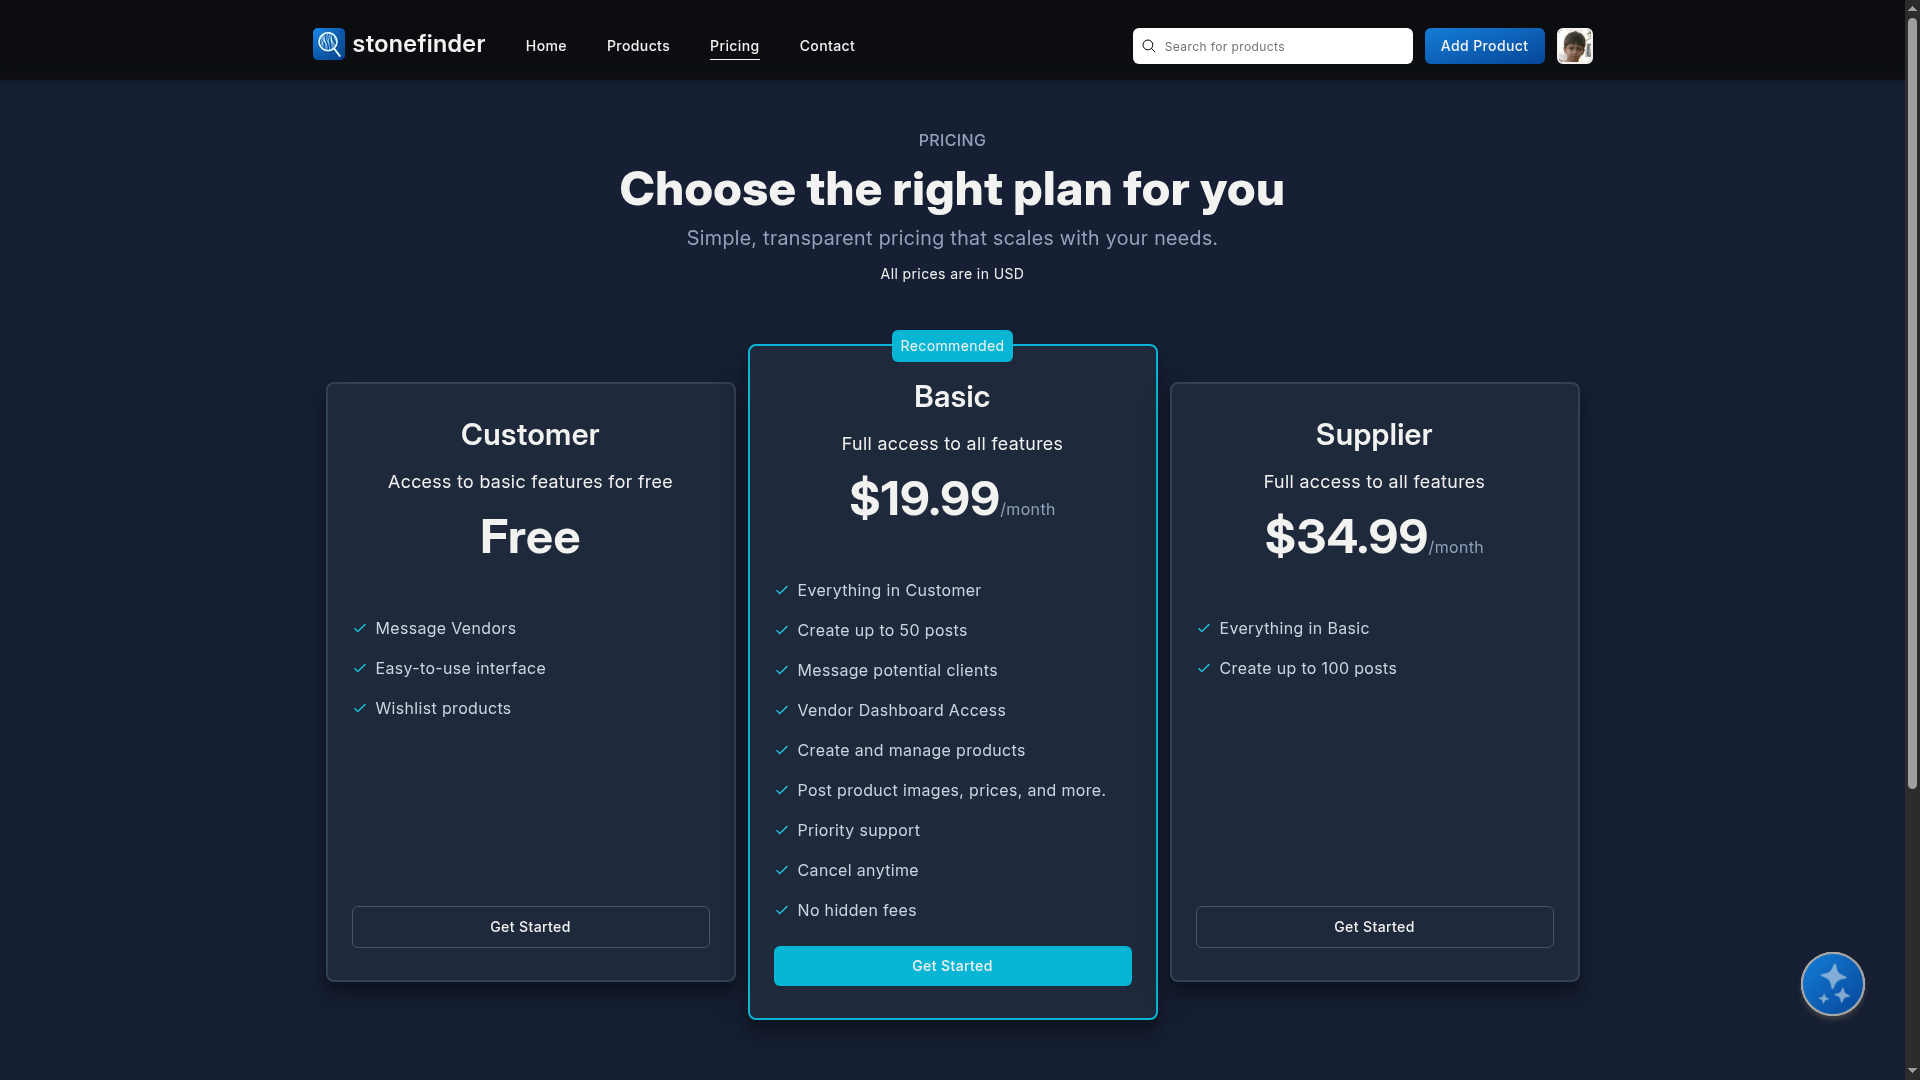 stonefinder
Home
Products
Pricing
Contact
Search for products
Add Product
PRICING
Choose the right plan for you
Simple, transparent pricing that scales with your needs.
All prices are in USD
Customer
Access to basic features for free
Free
Message Vendors
Easy-to-use interface
Wishlist products
Get Started
Recommended
Basic
Full access to all features
$19.99/month
Everything in Customer
Create up to 50 posts
Message potential clients
Vendor Dashboard Access
Create and manage products
Post product images, prices, and more.
Priority support
Cancel anytime
No hidden fees
Get Started
Supplier
Full access to all features
$34.99/month
Everything in Basic
Create up to 100 posts
Get Started